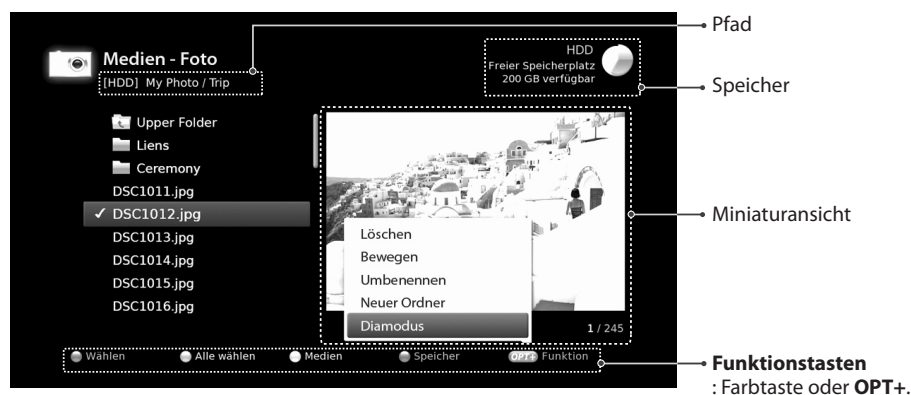 Pfad
Medien - Foto
[HDD] My Photo / Trip
HDD
Freier Speicherplatz
200 GB verfügbar
Speicher
Upper Folder
Liens
Ceremony
DSC1011.jpg
✓ DSC1012.jpg
DSC1013.jpg
DSC1014.jpg
DSC1015.jpg
DSC1016.jpg
Miniaturansicht
Löschen
Bewegen
Umbenennen
Neuer Ordner
Diamodus
1 / 245
Wählen Alle wählen Medien Speicher OPT+ Funktion
Funktionstasten
: Farbtaste oder OPT+.